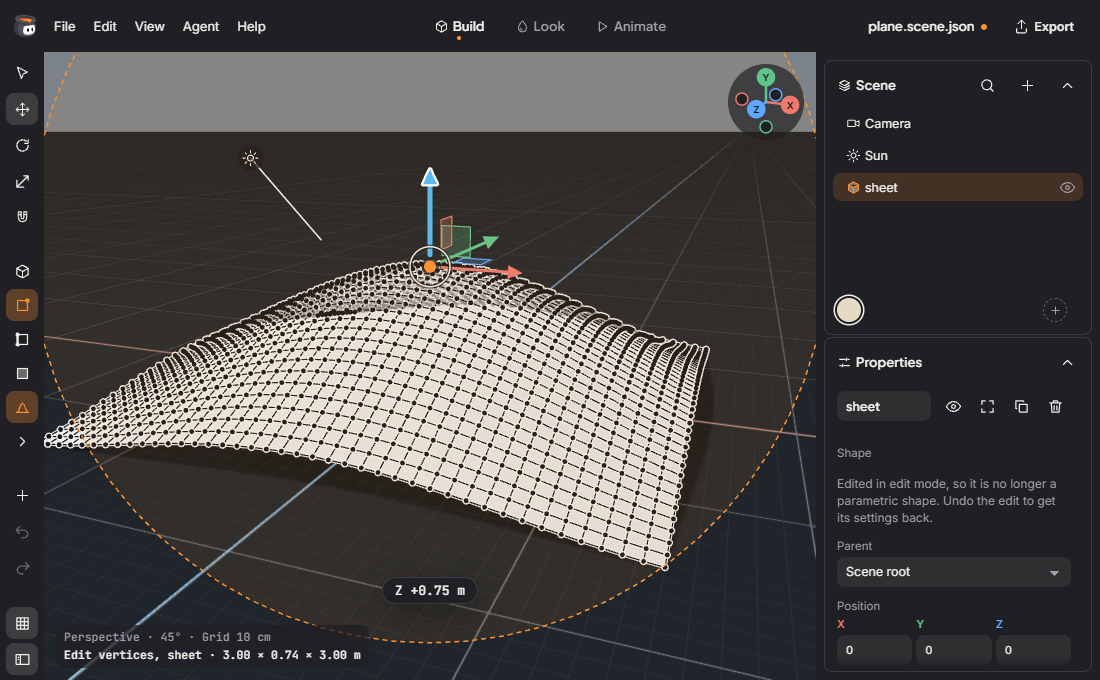 File Edit View Agent Help
Build Look Animate
plane.scene.json Export
Y
X
Z
Scene
Camera
Sun
sheet
Properties
sheet
Shape
Edited in edit mode, so it is no longer a
parametric shape. Undo the edit to get
its settings back.
Parent
Scene root
Position
X Y Z
0 0 0
Z +0.75 m
Perspective · 45° · Grid 10 cm
Edit vertices, sheet · 3.00 × 0.74 × 3.00 m